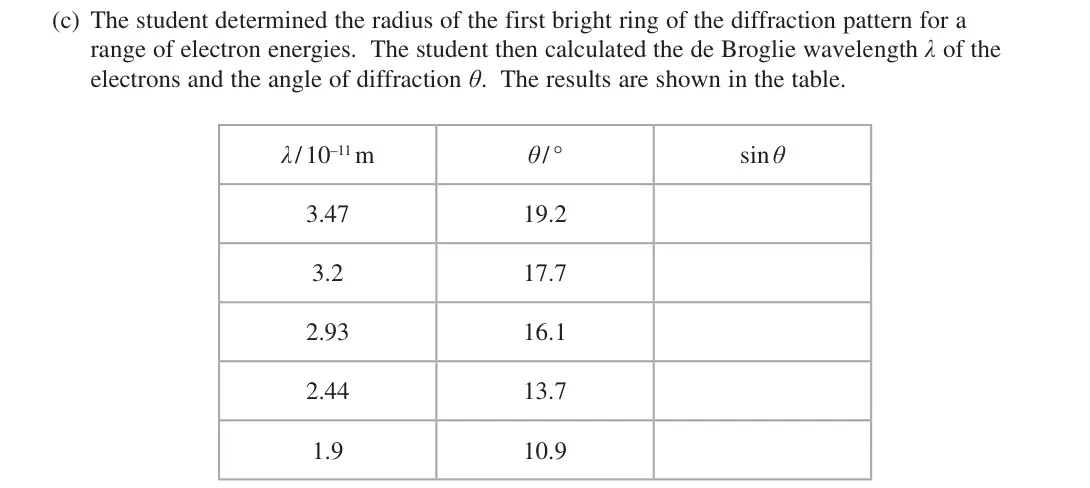 (c) The student determined the radius of the first bright ring of the diffraction pattern for a
range of electron energies. The student then calculated the de Broglie wavelength λ of the
electrons and the angle of diffraction θ. The results are shown in the table.
λ/10⁻¹¹ m θ/° sin θ
3.47 19.2
3.2 17.7
2.93 16.1
2.44 13.7
1.9 10.9